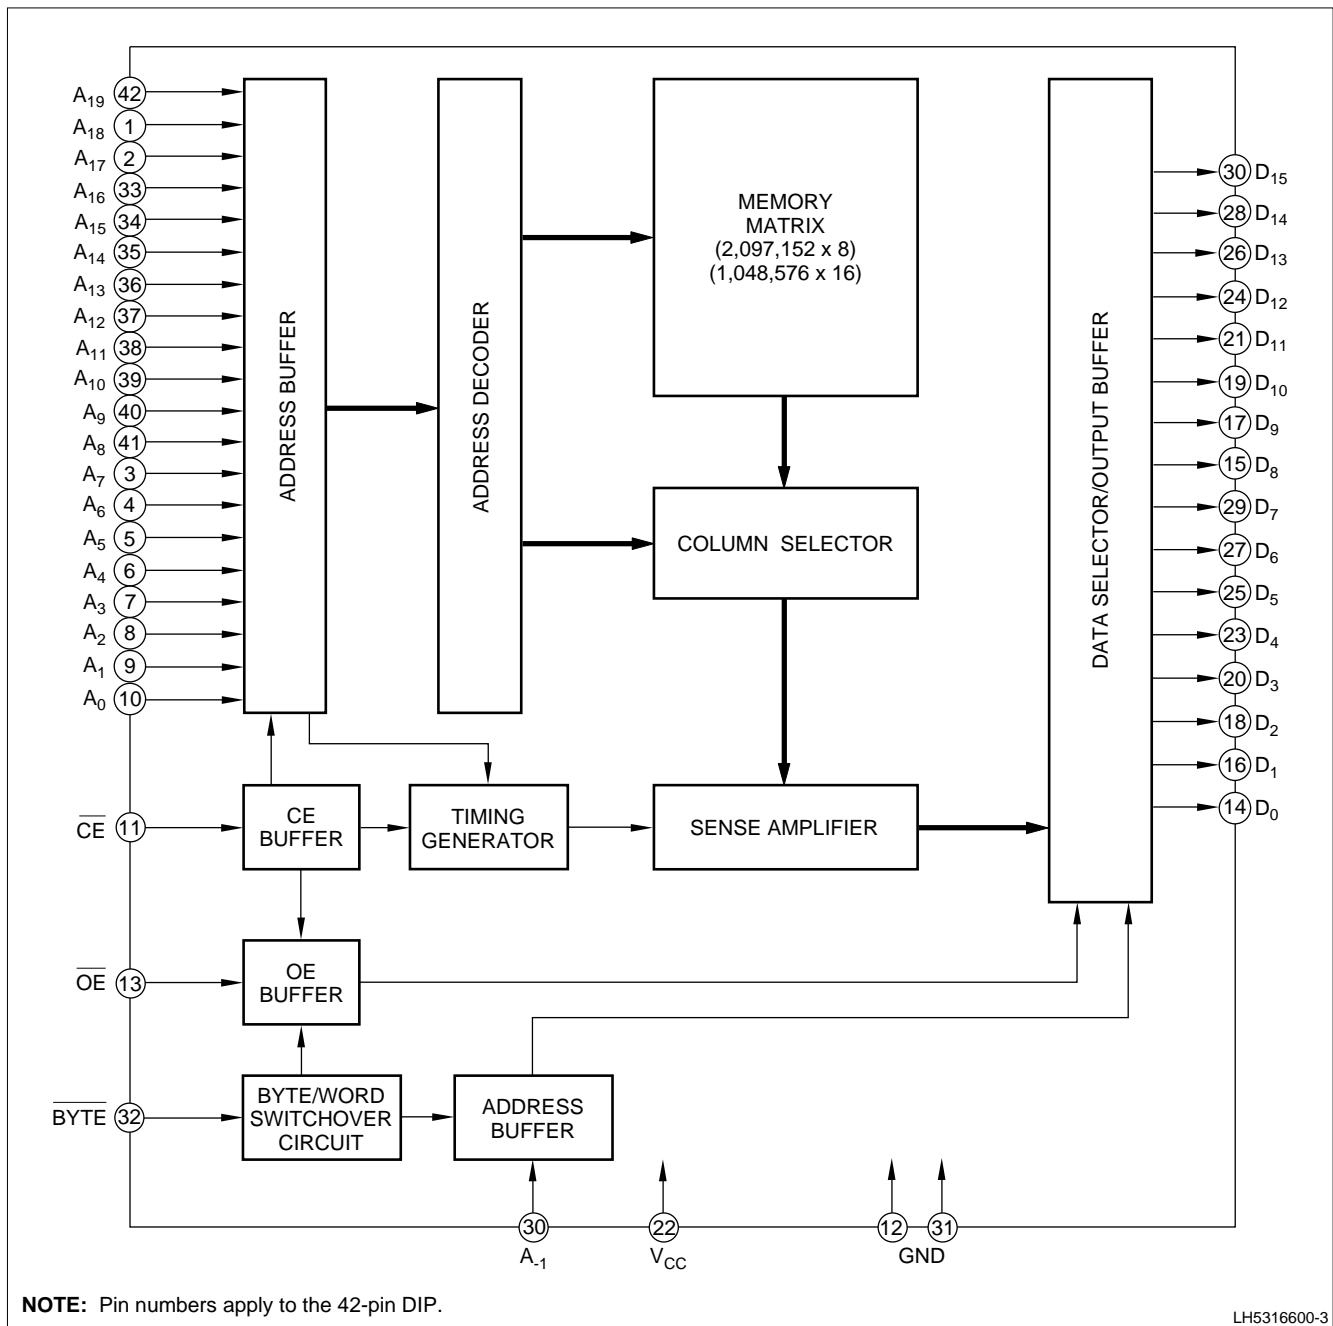 A19 42
A18 1
A17 2
A16 33
A15 34
A14 35
A13 36
A12 37
A11 38
A10 39
A9 40
A8 41
A7 3
A6 4
A5 5
A4 6
A3 7
A2 8
A1 9
A0 10
ADDRESS BUFFER
ADDRESS DECODER
MEMORY
MATRIX
(2,097,152 x 8)
(1,048,576 x 16)
COLUMN SELECTOR
DATA SELECTOR/OUTPUT BUFFER
30 D15
28 D14
26 D13
24 D12
21 D11
19 D10
17 D9
15 D8
29 D7
27 D6
25 D5
23 D4
20 D3
18 D2
16 D1
14 D0
CE 11
CE
BUFFER
TIMING
GENERATOR
SENSE AMPLIFIER
OE 13
OE
BUFFER
BYTE 32
BYTE/WORD
SWITCHOVER
CIRCUIT
ADDRESS
BUFFER
30
A-1
22
VCC
12 31
GND
NOTE: Pin numbers apply to the 42-pin DIP.
LH5316600-3